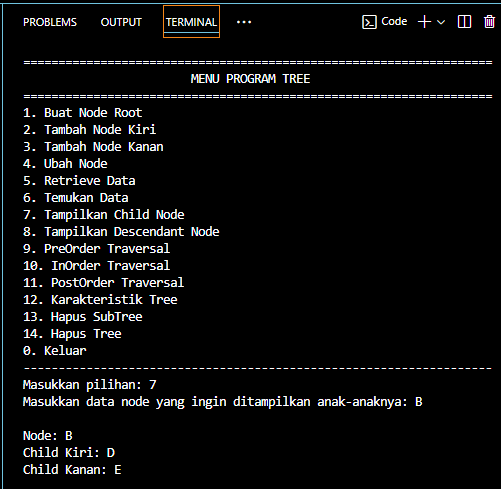 PROBLEMS OUTPUT TERMINAL ... Code
===================================================================
MENU PROGRAM TREE
===================================================================
1. Buat Node Root
2. Tambah Node Kiri
3. Tambah Node Kanan
4. Ubah Node
5. Retrieve Data
6. Temukan Data
7. Tampilkan Child Node
8. Tampilkan Descendant Node
9. PreOrder Traversal
10. InOrder Traversal
11. PostOrder Traversal
12. Karakteristik Tree
13. Hapus SubTree
14. Hapus Tree
0. Keluar
-------------------------------------------------------------------
Masukkan pilihan: 7
Masukkan data node yang ingin ditampilkan anak-anaknya: B
Node: B
Child Kiri: D
Child Kanan: E